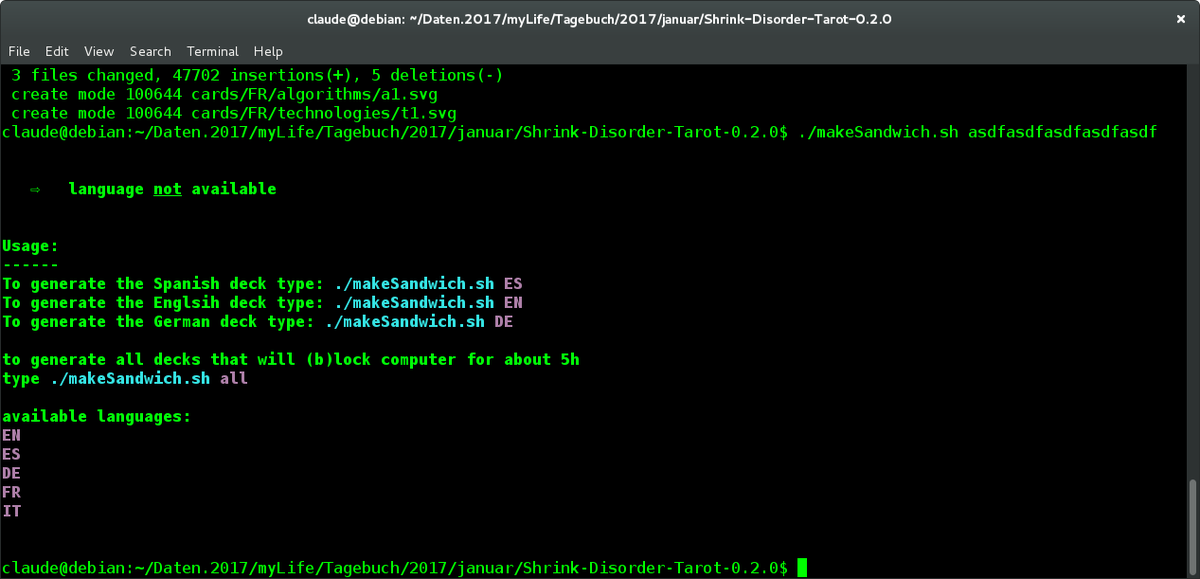 claude@debian: ~/Daten.2017/myLife/Tagebuch/2017/januar/Shrink-Disorder-Tarot-0.2.0 ×
File Edit View Search Terminal Help
3 files changed, 47702 insertions(+), 5 deletions(-)
create mode 100644 cards/FR/algorithms/a1.svg
create mode 100644 cards/FR/technologies/t1.svg
claude@debian:~/Daten.2017/myLife/Tagebuch/2017/januar/Shrink-Disorder-Tarot-0.2.0$ ./makeSandwich.sh asdfasdfasdfasdfasdf
⇨ language not available
Usage:
------
To generate the Spanish deck type: ./makeSandwich.sh ES
To generate the Englsih deck type: ./makeSandwich.sh EN
To generate the German deck type: ./makeSandwich.sh DE
to generate all decks that will (b)lock computer for about 5h
type ./makeSandwich.sh all
available languages:
EN
ES
DE
FR
IT
claude@debian:~/Daten.2017/myLife/Tagebuch/2017/januar/Shrink-Disorder-Tarot-0.2.0$